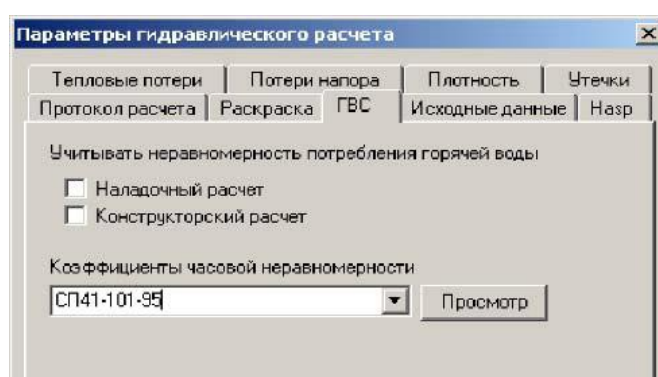 Параметры гидравлического расчета
Тепловые потери Потери напора Плотность Утечки
Протокол расчета Раскраска ГВС Исходные данные Hasp
Учитывать неравномерность потребления горячей воды
Наладочный расчет
Конструкторский расчет
Коэффициенты часовой неравномерности
СП41-101-95 Просмотр